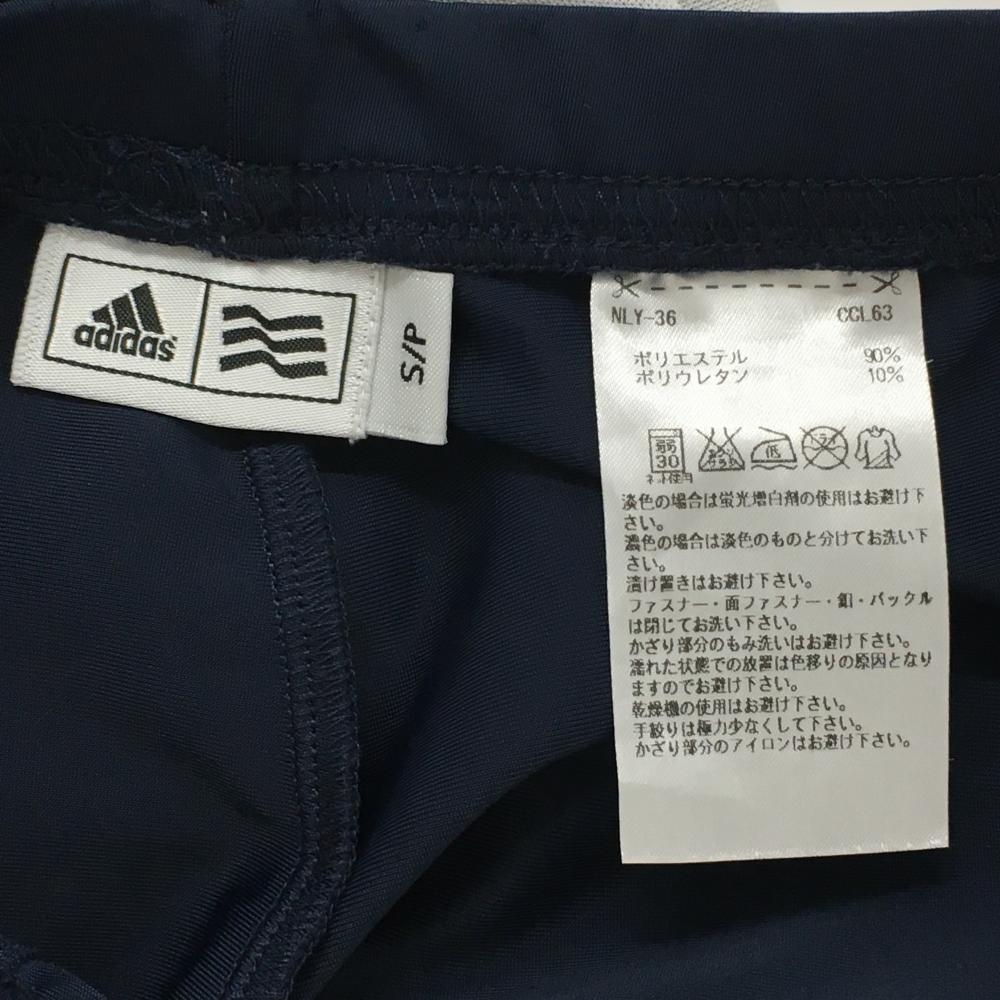 adidas
S/P
NLY-36 CCL63
ポリエステル 90%
ポリウレタン 10%
弱 30 エンソサラシ 低 ドライ
ネット使用
淡色の場合は蛍光増白剤の使用はお避け下
さい。
濃色の場合は淡色のものと分けてお洗い下
さい。
漬け置きはお避け下さい。
ファスナー・面ファスナー・釦・バックル
は閉じてお洗い下さい。
かざり部分のもみ洗いはお避け下さい。
濡れた状態での放置は色移りの原因となり
ますのでお避け下さい。
乾燥機の使用はお避け下さい。
手絞りは極力少なくして下さい。
かざり部分のアイロンはお避け下さい。